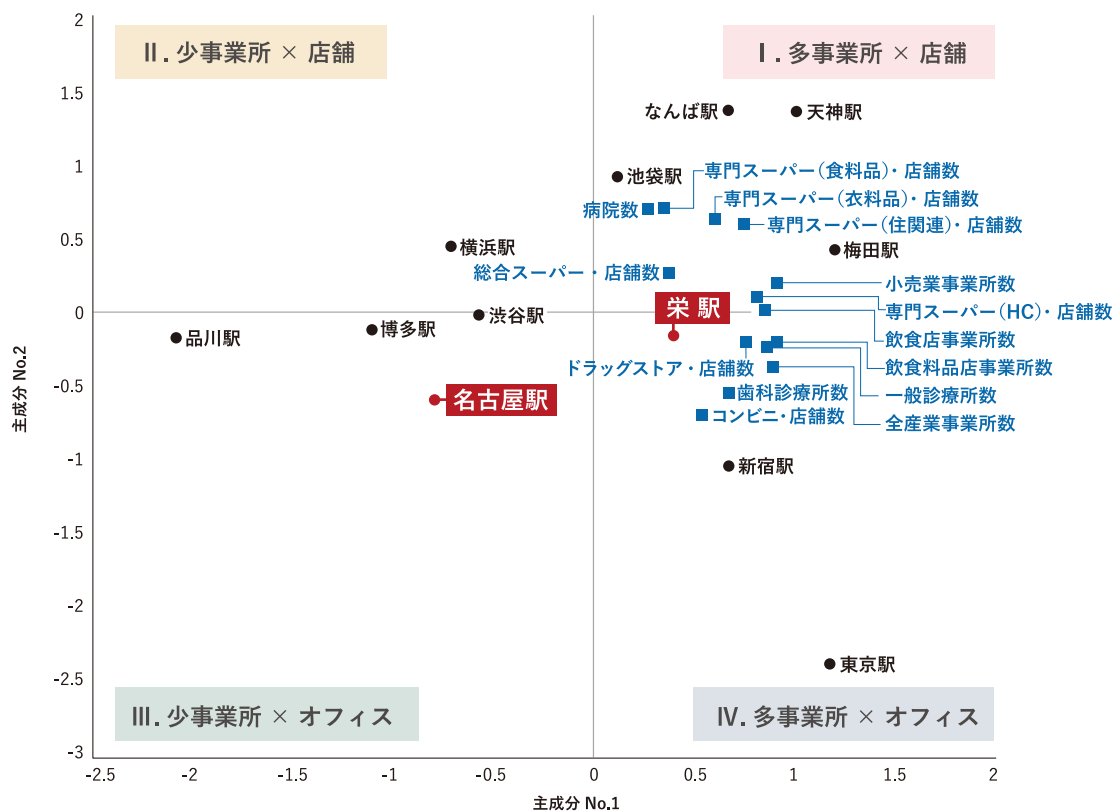 2
1.5
1
0.5
0
-0.5
-1
-1.5
-2
-2.5
-3
主成分 No.2
II. 少事業所 × 店舗
I. 多事業所 × 店舗
なんば駅
天神駅
池袋駅
専門スーパー(食料品)・店舗数
病院数
専門スーパー(衣料品)・店舗数
専門スーパー(住関連)・店舗数
横浜駅
梅田駅
総合スーパー・店舗数
小売業事業所数
栄駅
専門スーパー(HC)・店舗数
渋谷駅
博多駅
品川駅
飲食店事業所数
ドラッグストア・店舗数
飲食料品店事業所数
名古屋駅
歯科診療所数
一般診療所数
コンビニ・店舗数
全産業事業所数
新宿駅
東京駅
III. 少事業所 × オフィス
IV. 多事業所 × オフィス
-2.5 -2 -1.5 -1 -0.5 0 0.5 1 1.5 2
主成分 No.1